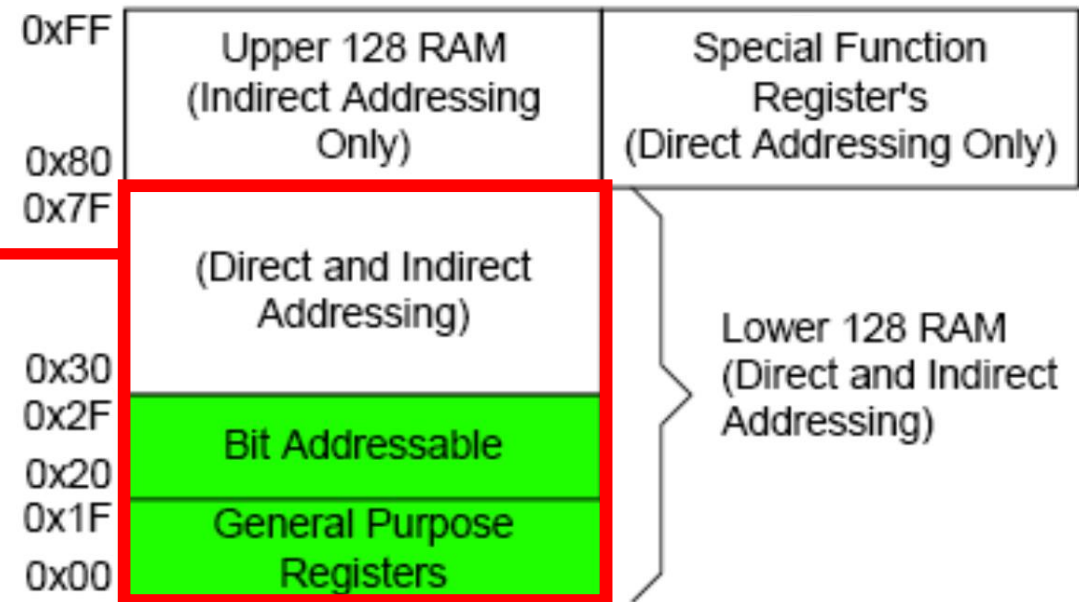 0xFF
Upper 128 RAM
(Indirect Addressing
Only)
0x80
Special Function
Register's
(Direct Addressing Only)
0x7F
(Direct and Indirect
Addressing)
0x30
0x2F
Bit Addressable
0x20
0x1F
General Purpose
Registers
0x00
Lower 128 RAM
(Direct and Indirect
Addressing)